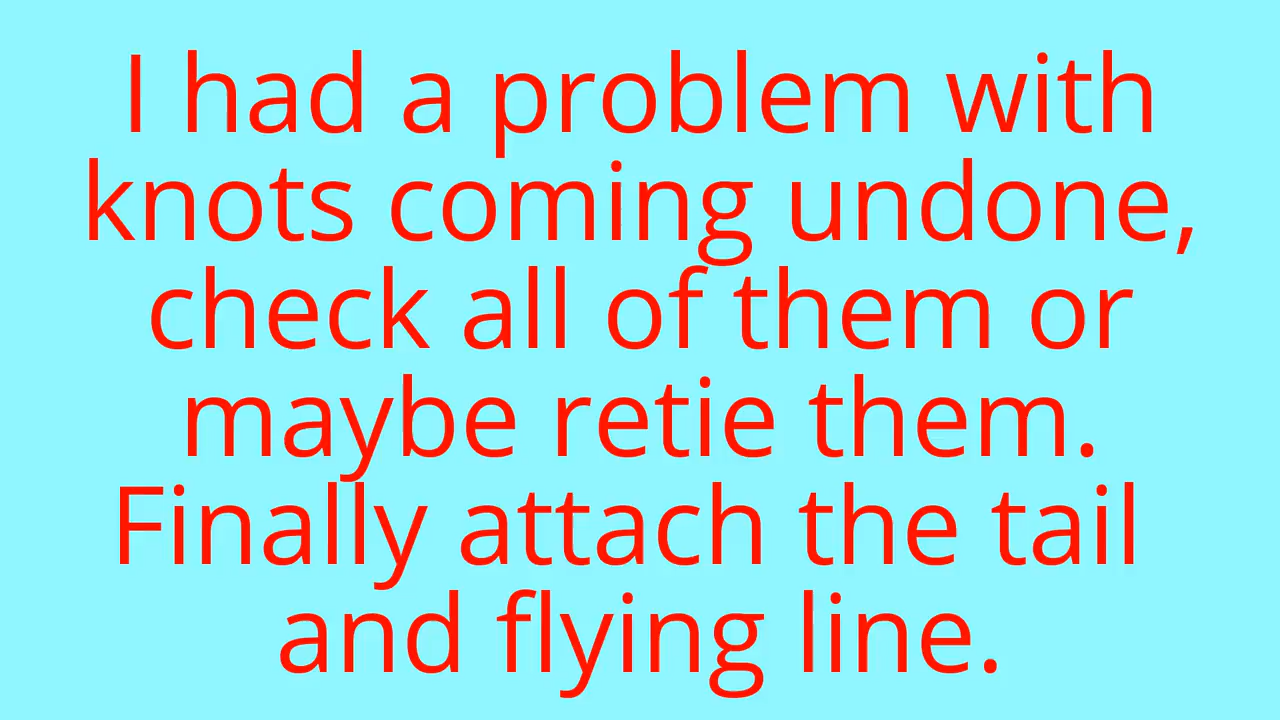 I had a problem with
knots coming undone,
check all of them or
maybe retie them.
Finally attach the tail
and flying line.